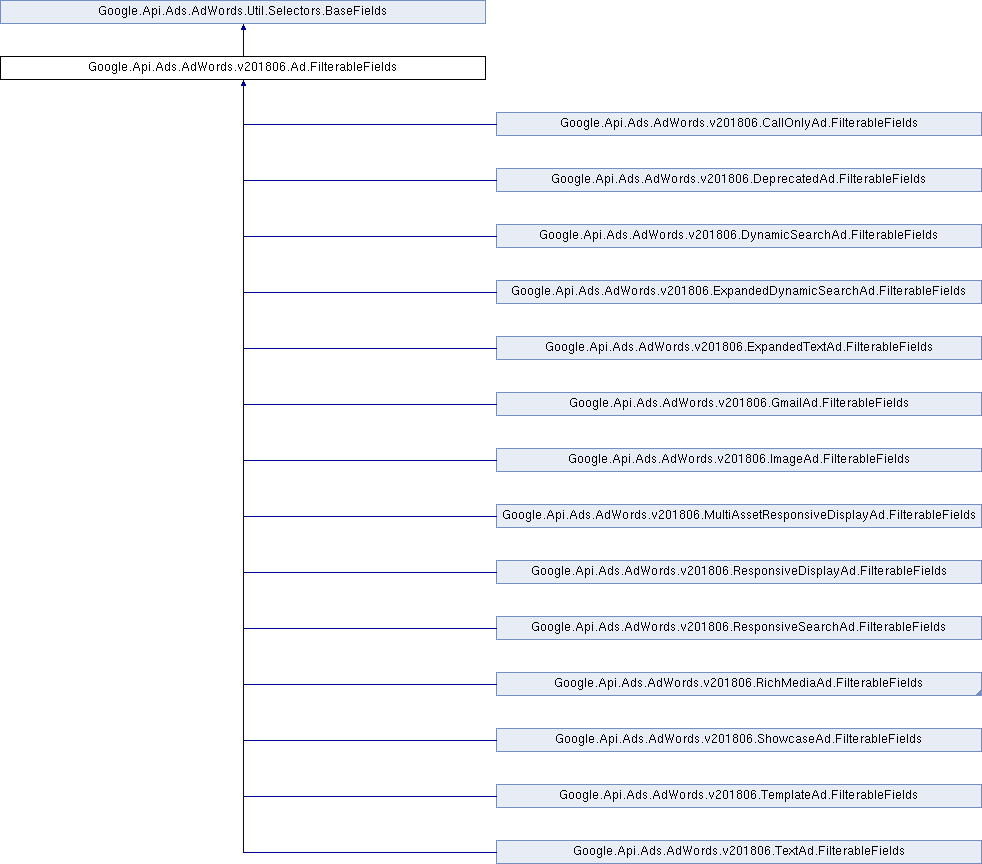 Google.Api.Ads.AdWords.Util.Selectors.BaseFields
Google.Api.Ads.AdWords.v201806.Ad.FilterableFields
Google.Api.Ads.AdWords.v201806.CallOnlyAd.FilterableFields
Google.Api.Ads.AdWords.v201806.DeprecatedAd.FilterableFields
Google.Api.Ads.AdWords.v201806.DynamicSearchAd.FilterableFields
Google.Api.Ads.AdWords.v201806.ExpandedDynamicSearchAd.FilterableFields
Google.Api.Ads.AdWords.v201806.ExpandedTextAd.FilterableFields
Google.Api.Ads.AdWords.v201806.GmailAd.FilterableFields
Google.Api.Ads.AdWords.v201806.ImageAd.FilterableFields
Google.Api.Ads.AdWords.v201806.MultiAssetResponsiveDisplayAd.FilterableFields
Google.Api.Ads.AdWords.v201806.ResponsiveDisplayAd.FilterableFields
Google.Api.Ads.AdWords.v201806.ResponsiveSearchAd.FilterableFields
Google.Api.Ads.AdWords.v201806.RichMediaAd.FilterableFields
Google.Api.Ads.AdWords.v201806.ShowcaseAd.FilterableFields
Google.Api.Ads.AdWords.v201806.TemplateAd.FilterableFields
Google.Api.Ads.AdWords.v201806.TextAd.FilterableFields